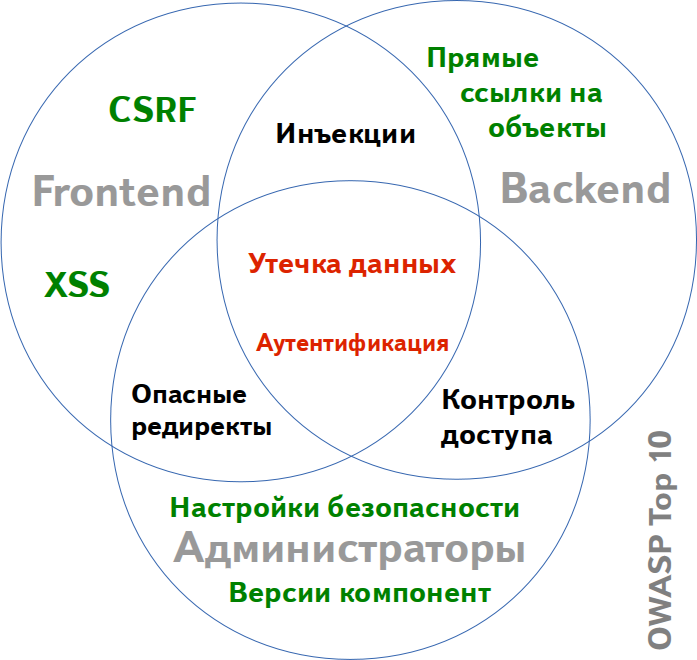 CSRF
Frontend
XSS
Инъекции
Прямые
ссылки на
объекты
Backend
Утечка данных
Аутентификация
Опасные
редиректы
Контроль
доступа
Настройки безопасности
Администраторы
Версии компонент
OWASP Top 10